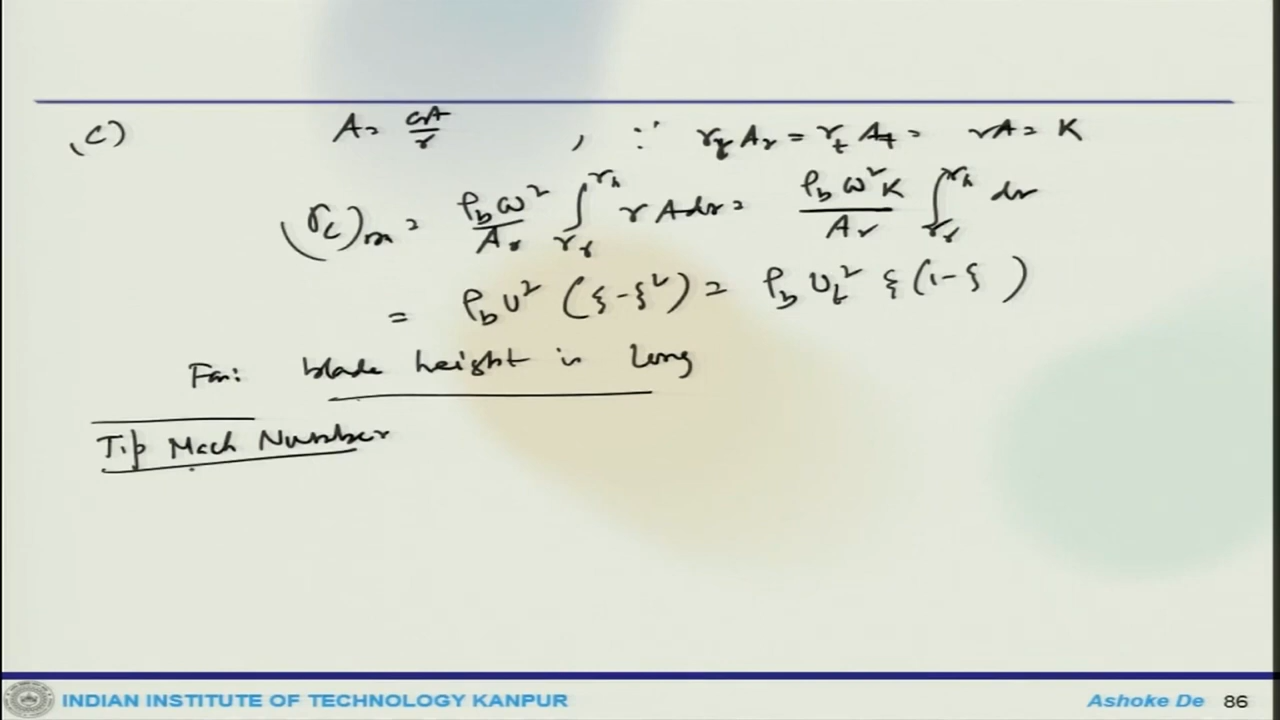 (c) A = cA/r , ∵ r_r A_r = r_t A_t = rA = K
(σ_c)_m = ρ_b ω²/A_r ∫_{r_r}^{r_h} r A dr = ρ_b ω² K/A_r ∫_{r_r}^{r_h} dr
= ρ_b U² (ξ - ξ²) = ρ_b U_t² ξ (1 - ξ)
Fan: blade height is long
Tip Mach Number
INDIAN INSTITUTE OF TECHNOLOGY KANPUR
Ashoke De 86